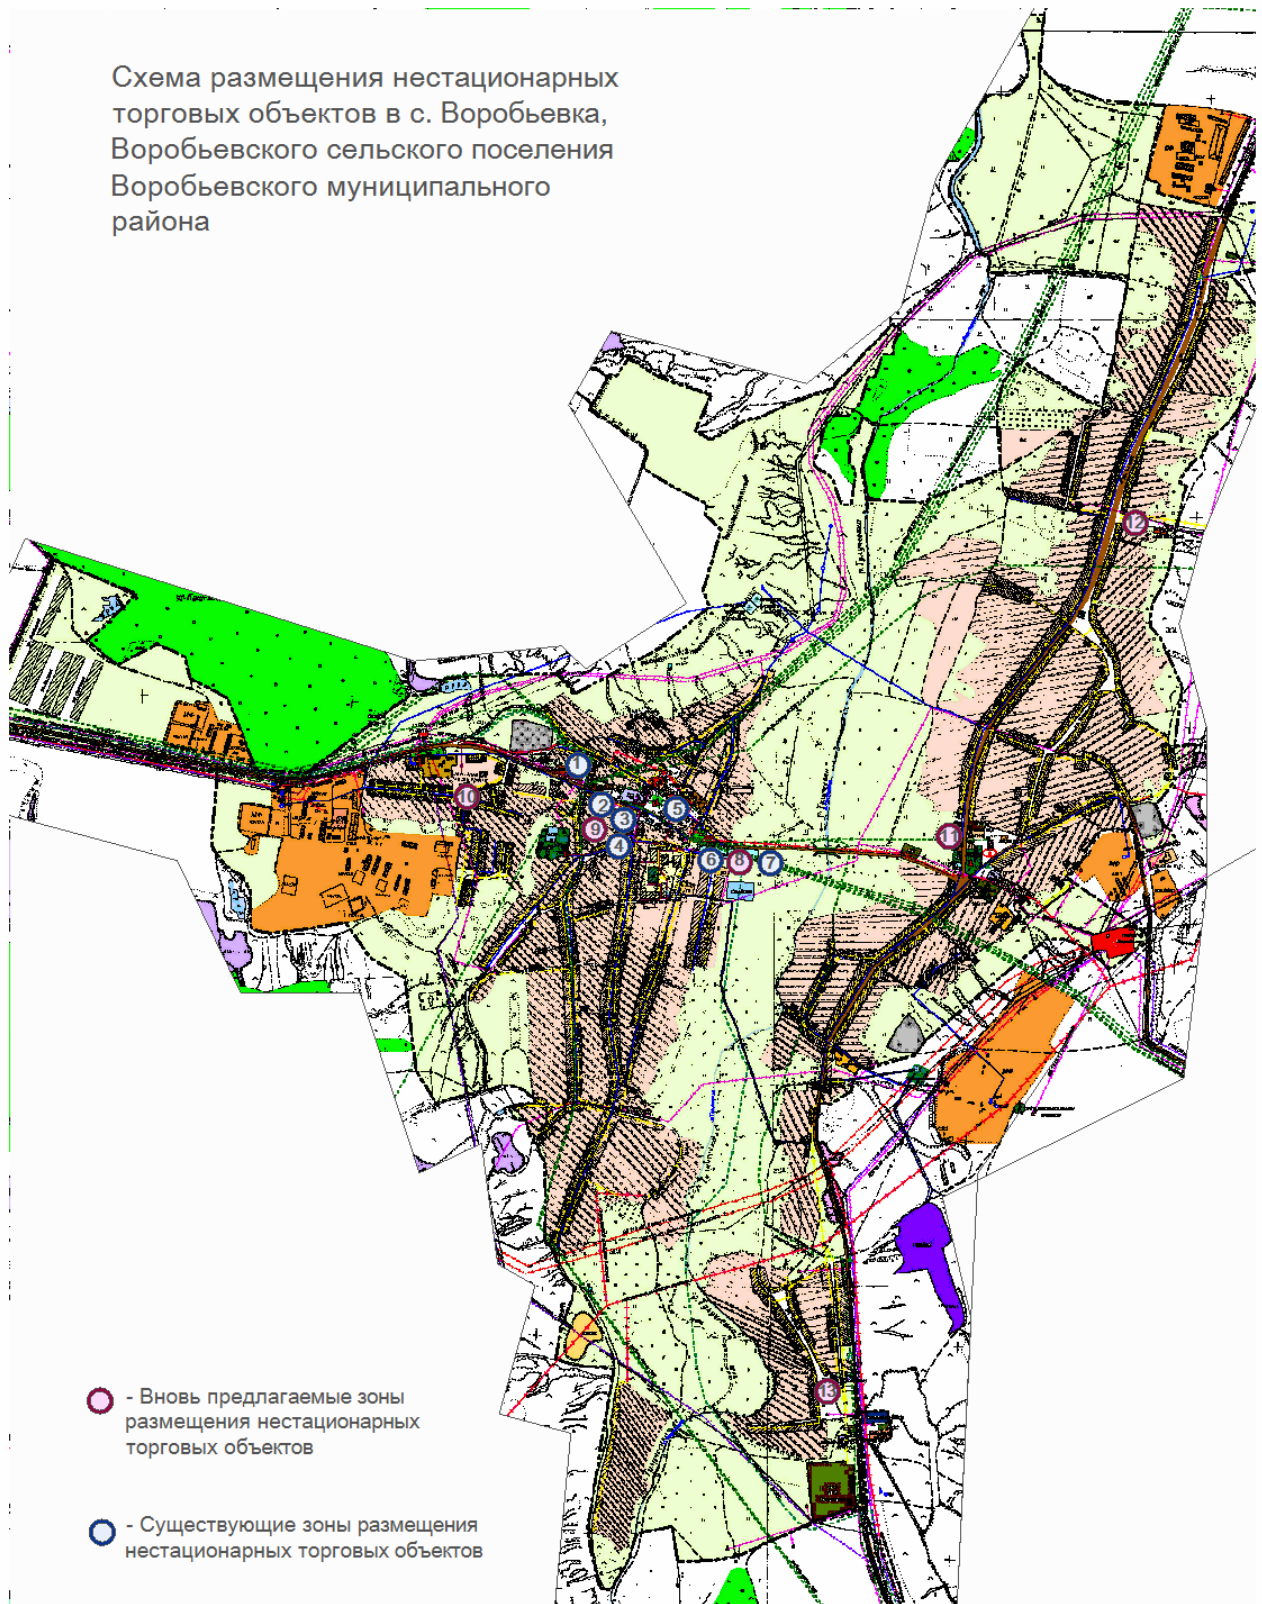 Схема размещения нестационарных
торговых объектов в с. Воробьевка,
Воробьевского сельского поселения
Воробьевского муниципального
района
12
1
10
2
3
5
9
4
6
8
7
11
13
- Вновь предлагаемые зоны
размещения нестационарных
торговых объектов
- Существующие зоны размещения
нестационарных торговых объектов